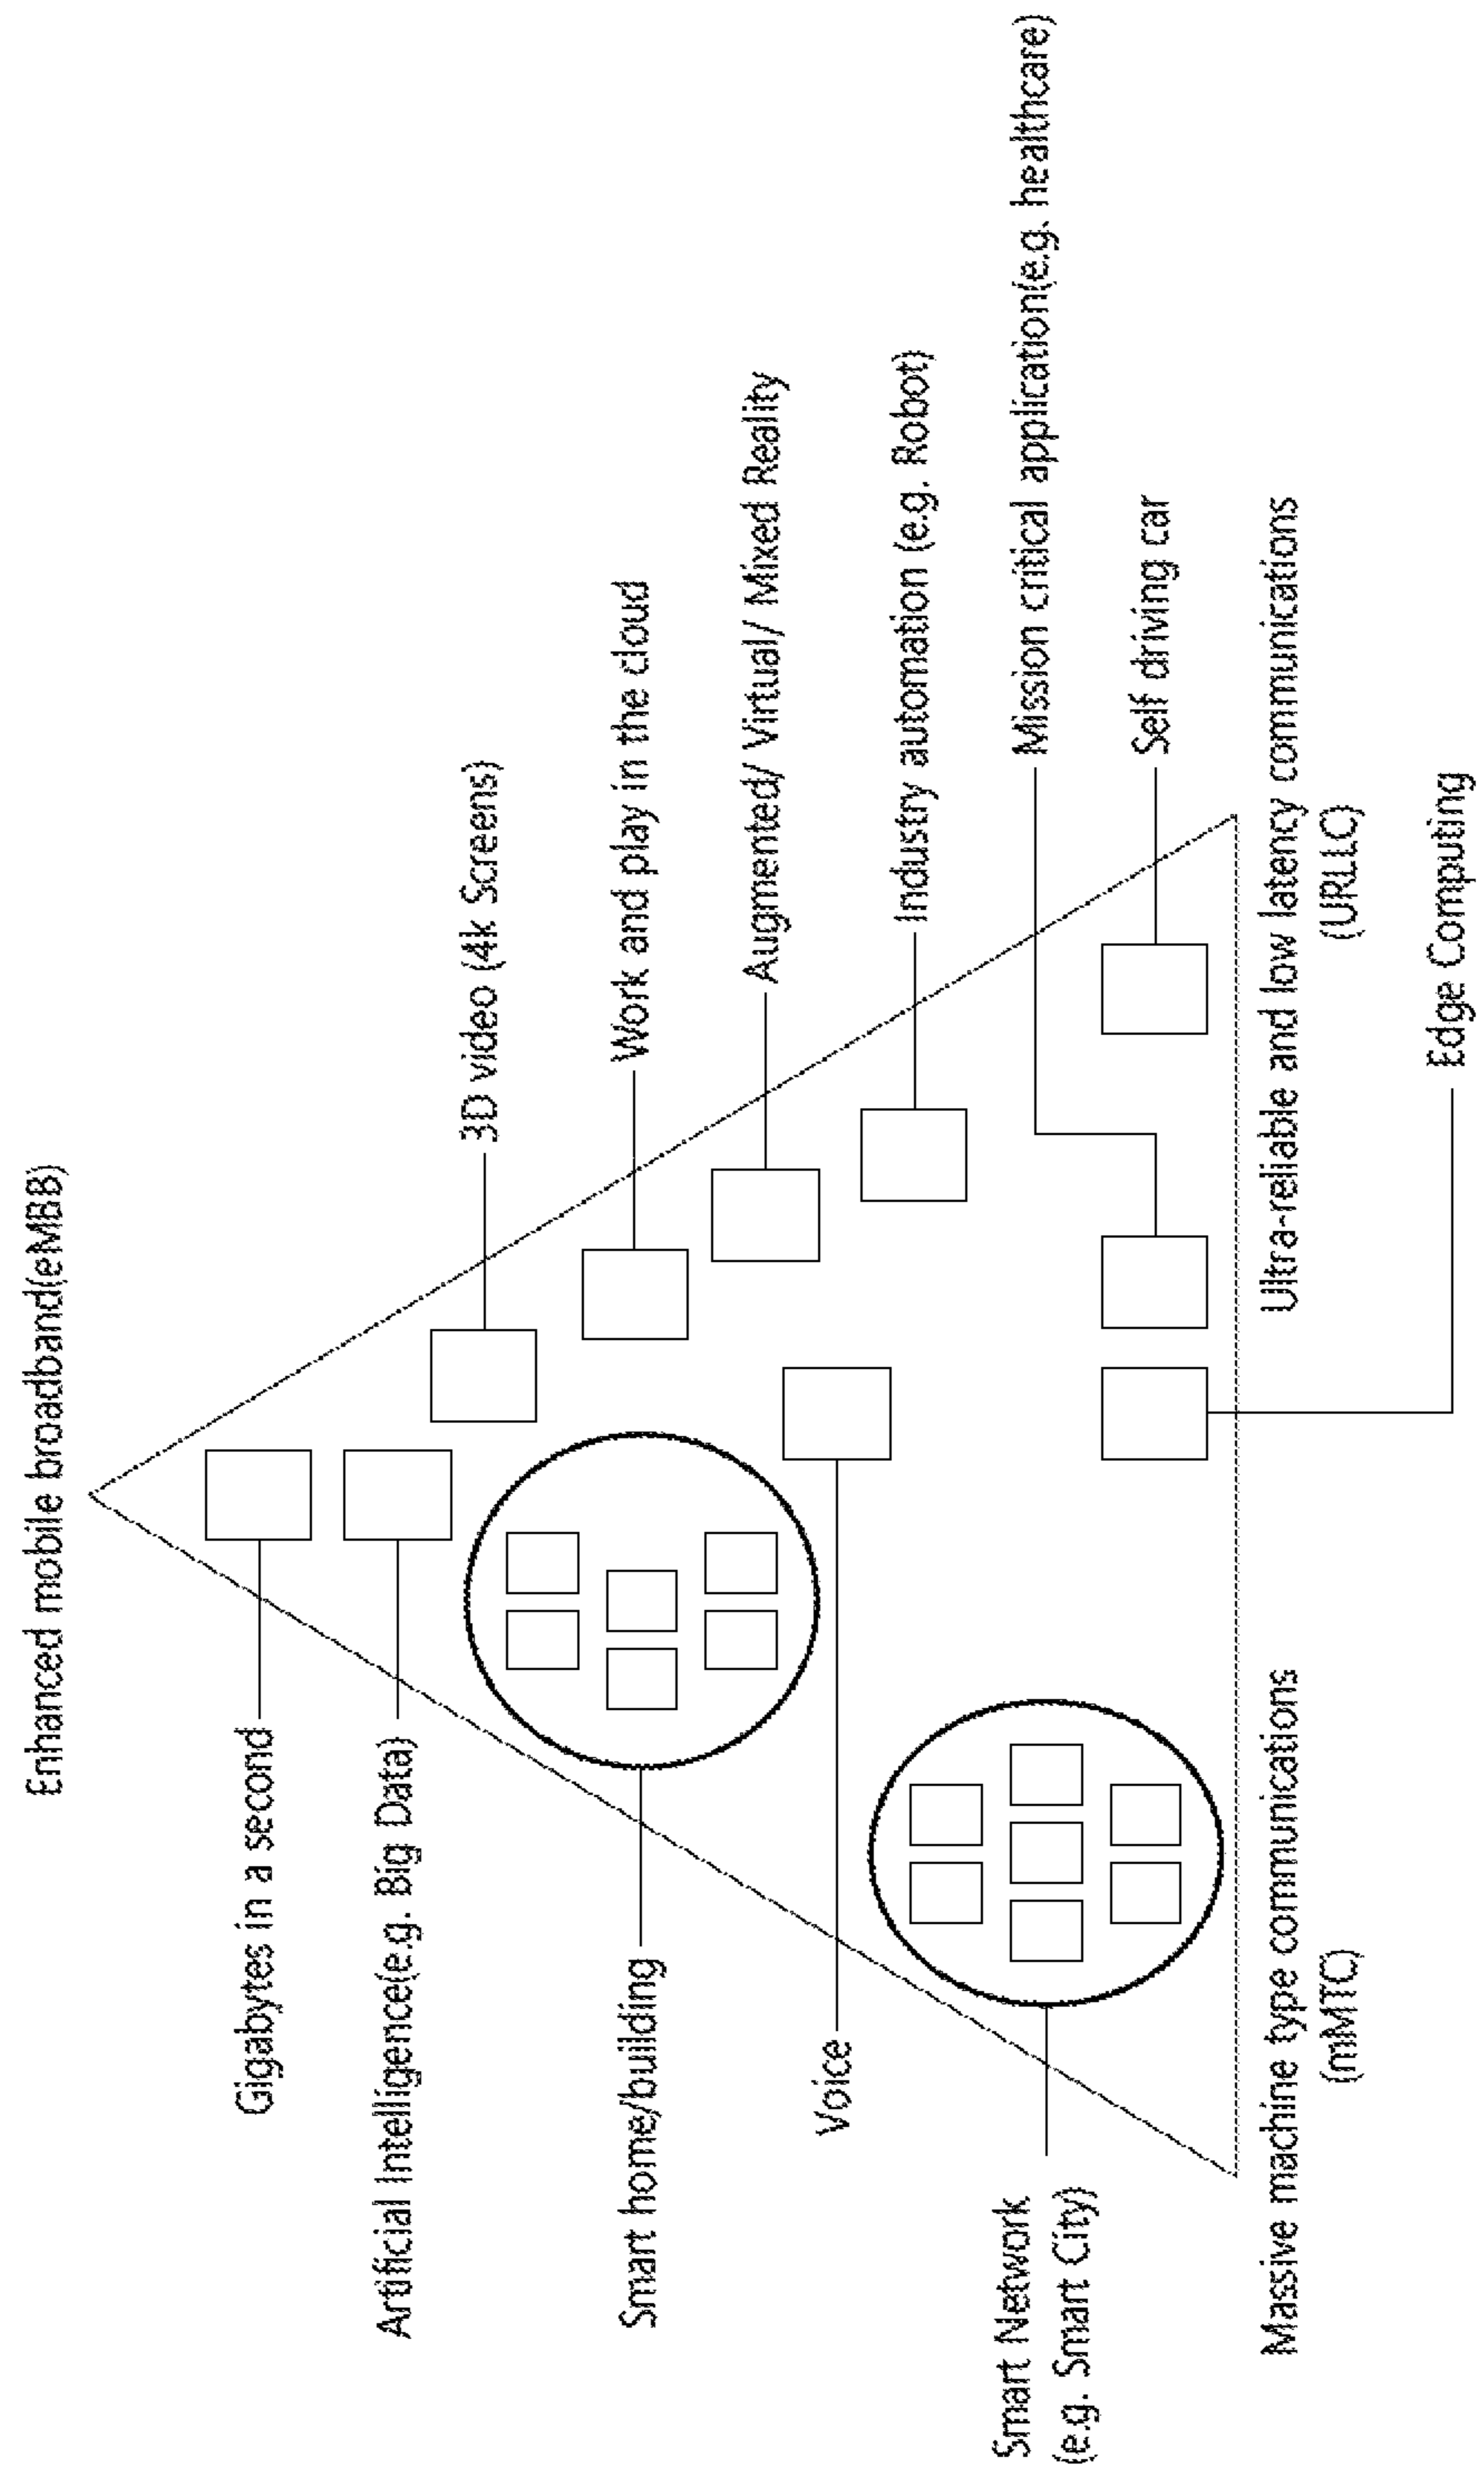 Enhanced mobile broadband(eMBB)
Gigabytes in a second
Artificial Intelligence(e.g. Big Data)
3D video (4k Screens)
Smart home/building
Work and play in the cloud
Augmented/ Virtual/ Mixed Reality
Voice
Industry automation (e.g. Robot)
Smart Network
(e.g. Smart City)
Mission critical application(e.g. healthcare)
Self driving car
Massive machine type communications
(mMTC)
Ultra-reliable and low latency communications
(URLLC)
Edge Computing